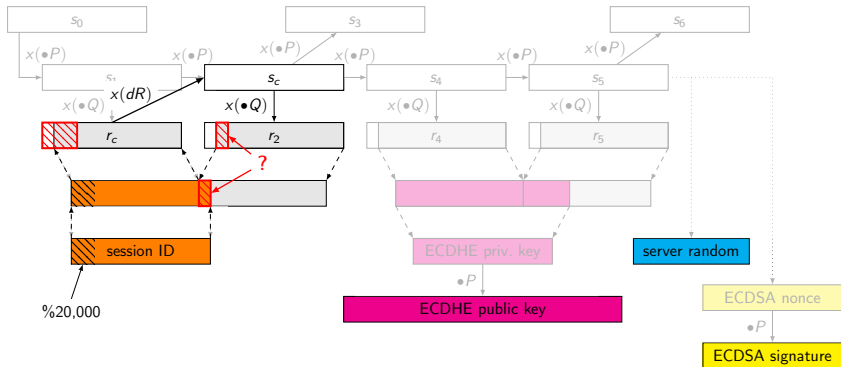 s0
s3
s6
x(•P)
x(•P)
x(•P)
x(•P)
x(•P)
x(•P)
s1
sc
s4
s5
x(dR)
x(•Q)
x(•Q)
x(•Q)
x(•Q)
rc
r2
r4
r5
?
session ID
ECDHE priv. key
server random
•P
%20,000
ECDHE public key
ECDSA nonce
•P
ECDSA signature